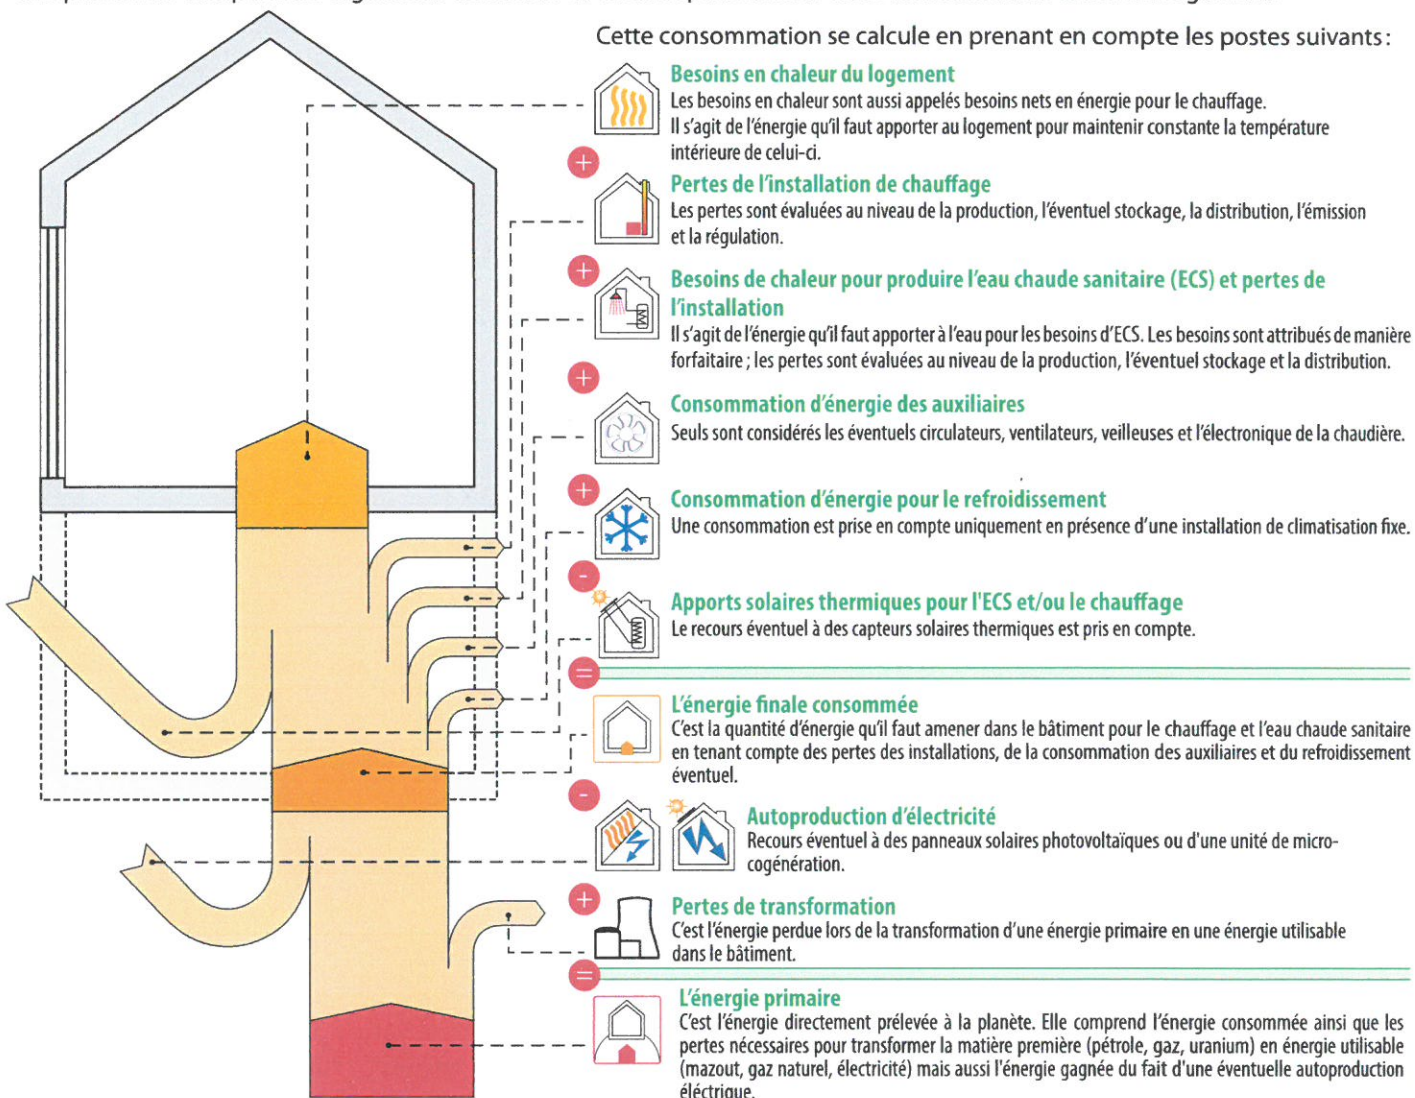 Cette consommation se calcule en prenant en compte les postes suivants :
Besoins en chaleur du logement
Les besoins en chaleur sont aussi appelés besoins nets en énergie pour le chauffage.
Il s'agit de l'énergie qu'il faut apporter au logement pour maintenir constante la température
intérieure de celui-ci.
+
Pertes de l'installation de chauffage
Les pertes sont évaluées au niveau de la production, l'éventuel stockage, la distribution, l'émission
et la régulation.
+
Besoins de chaleur pour produire l'eau chaude sanitaire (ECS) et pertes de
l'installation
Il s'agit de l'énergie qu'il faut apporter à l'eau pour les besoins d'ECS. Les besoins sont attribués de manière
forfaitaire ; les pertes sont évaluées au niveau de la production, l'éventuel stockage et la distribution.
+
Consommation d'énergie des auxiliaires
Seuls sont considérés les éventuels circulateurs, ventilateurs, veilleuses et l'électronique de la chaudière.
+
Consommation d'énergie pour le refroidissement
Une consommation est prise en compte uniquement en présence d'une installation de climatisation fixe.
-
Apports solaires thermiques pour l'ECS et/ou le chauffage
Le recours éventuel à des capteurs solaires thermiques est pris en compte.
=
L'énergie finale consommée
C'est la quantité d'énergie qu'il faut amener dans le bâtiment pour le chauffage et l'eau chaude sanitaire
en tenant compte des pertes des installations, de la consommation des auxiliaires et du refroidissement
éventuel.
-
Autoproduction d'électricité
Recours éventuel à des panneaux solaires photovoltaïques ou d'une unité de micro-
cogénération.
+
Pertes de transformation
C'est l'énergie perdue lors de la transformation d'une énergie primaire en une énergie utilisable
dans le bâtiment.
=
L'énergie primaire
C'est l'énergie directement prélevée à la planète. Elle comprend l'énergie consommée ainsi que les
pertes nécessaires pour transformer la matière première (pétrole, gaz, uranium) en énergie utilisable
(mazout, gaz naturel, électricité) mais aussi l'énergie gagnée du fait d'une éventuelle autoproduction
éléctrique.